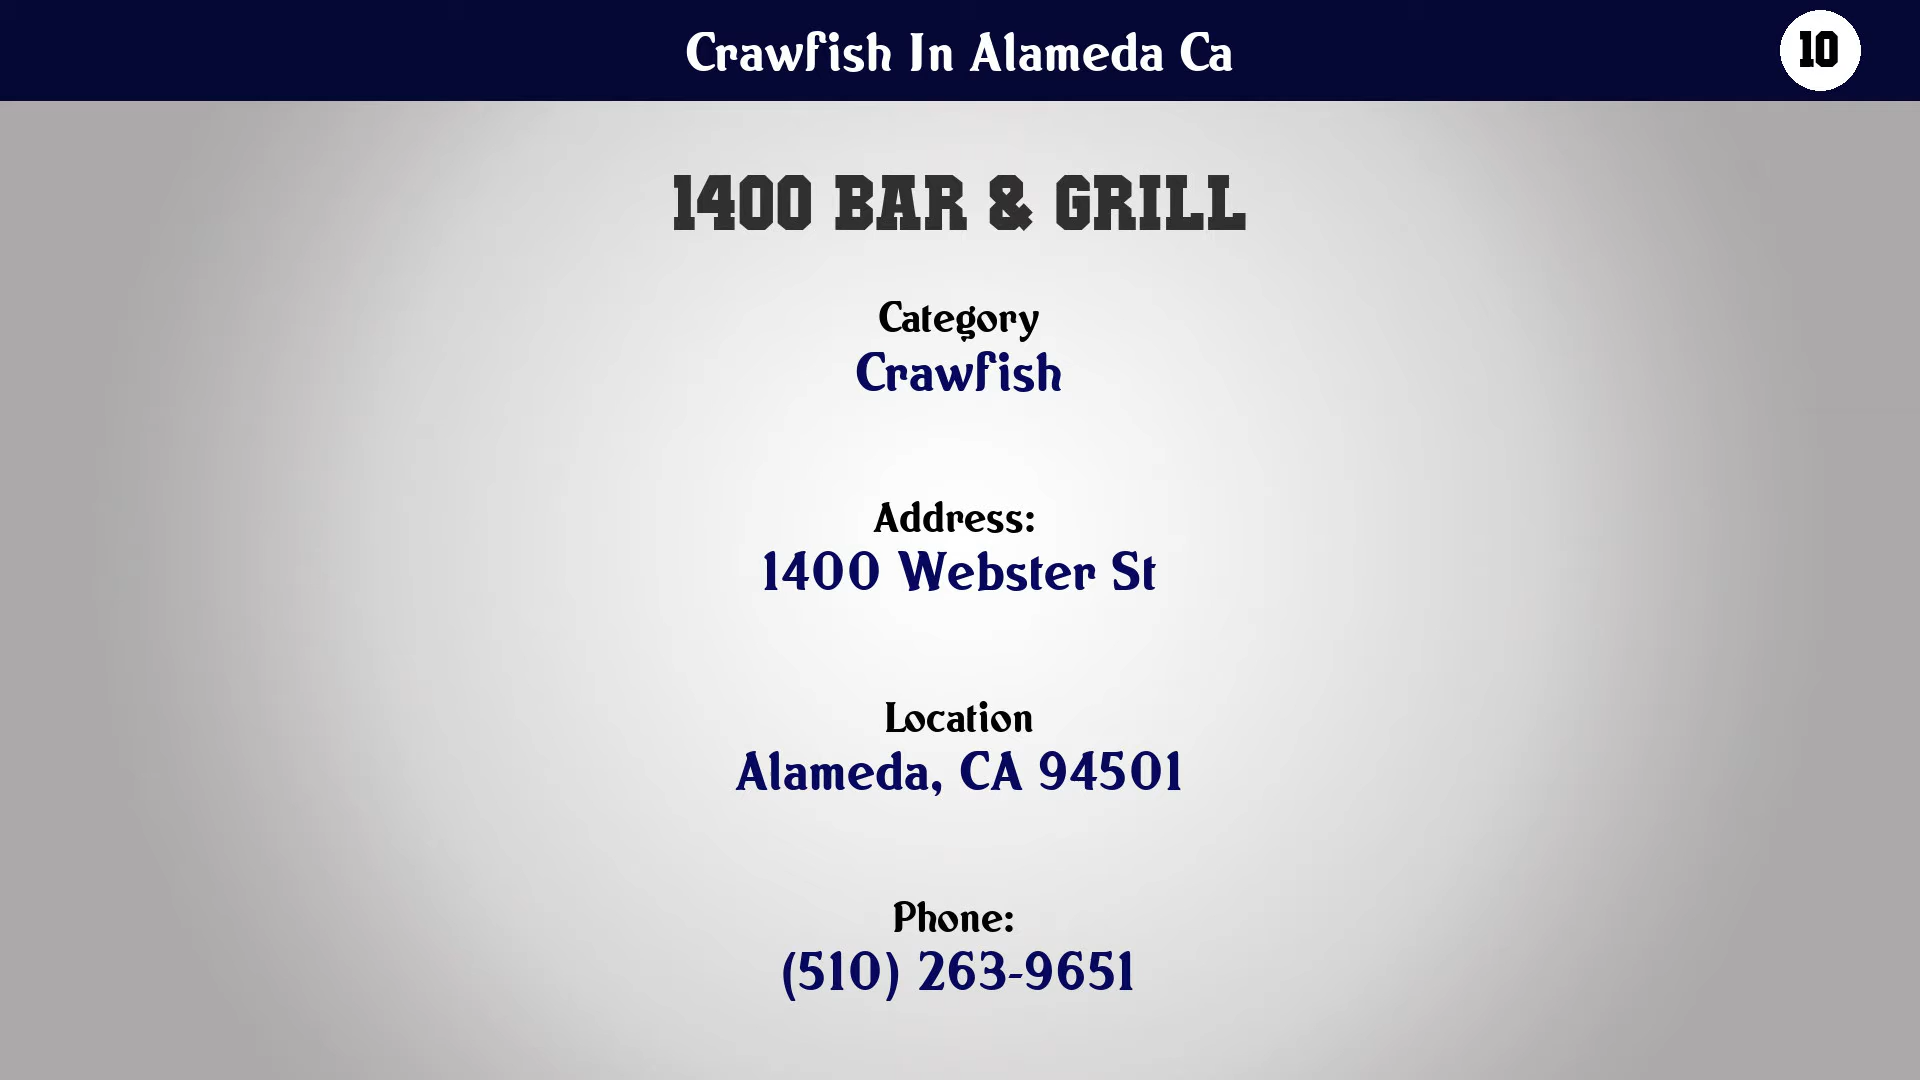 Crawfish In Alameda Ca
10
1400 BAR & GRILL
Category
Crawfish
Address:
1400 Webster St
Location
Alameda, CA 94501
Phone:
(510) 263-9651